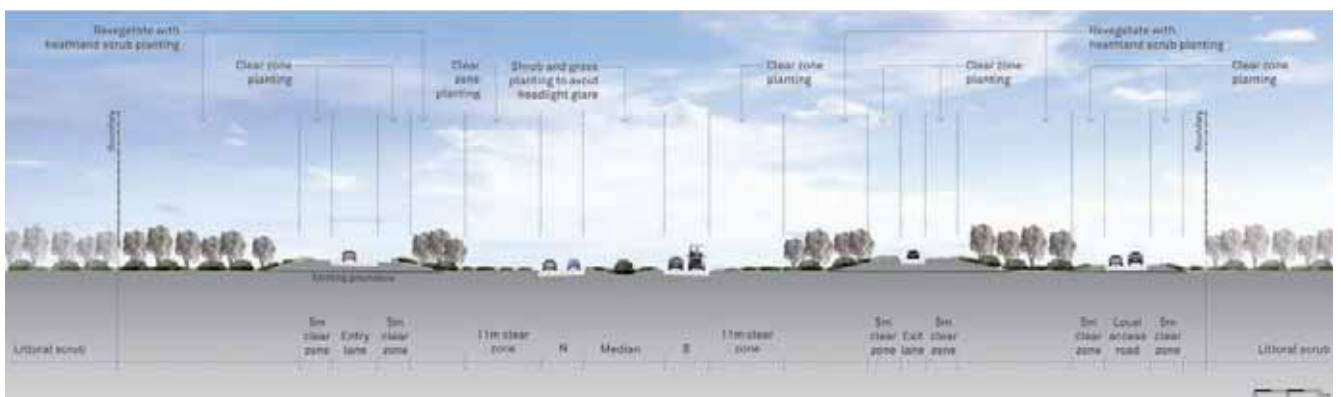 Revegetate with
heathland scrub planting
Clear zone
planting
Clear
zone
planting
Shrub and grass
planting to avoid
headlight glare
Clear zone
planting
Revegetate with
heathland scrub planting
Clear zone
planting
Clear zone
planting
Boundary
Boundary
Existing
Littoral scrub
5m
clear
zone
Entry
lane
5m
clear
zone
11m clear
zone
N
Median
S
11m clear
zone
5m
clear
zone
Exit
lane
5m
clear
zone
5m
clear
zone
Local
access
road
5m
clear
zone
Littoral scrub